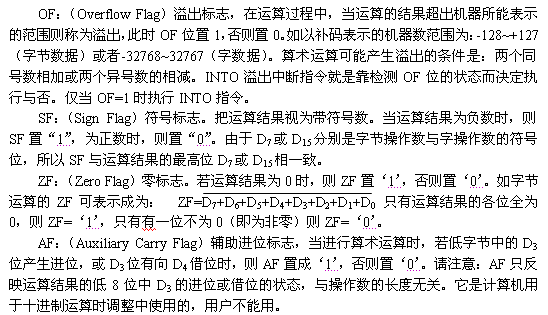 OF：（Overflow Flag）溢出标志，在运算过程中，当运算的结果超出机器所能表示
的范围则称为溢出，此时 OF 位置 1，否则置 0。如以补码表示的机器数范围为：-128~+127
（字节数据）或者-32768~32767（字数据）。算术运算可能产生溢出的条件是：两个同
号数相加或两个异号数的相减。INTO 溢出中断指令就是靠检测 OF 位的状态而决定执
行与否。仅当 OF=1 时执行 INTO 指令。
SF：（Sign Flag）符号标志。把运算结果视为带符号数。当运算结果为负数时，则
SF 置“1”，为正数时，则置“0”。由于 D7 或 D15 分别是字节操作数与字操作数的符号
位，所以 SF 与运算结果的最高位 D7 或 D15 相一致。
ZF：（Zero Flag）零标志。若运算结果为 0 时，则 ZF 置‘1’，否则置‘0’。如字节
运算的 ZF 可表示成为： ZF=D7+D6+D5+D4+D3+D2+D1+D0 只有运算结果的各位全为
0，则 ZF=‘1’，只有有一位不为 0（即为非零）则 ZF=‘0’。
AF：（Auxiliary Carry Flag）辅助进位标志，当进行算术运算时，若低字节中的 D3
位产生进位，或 D3 位有向 D4 借位时，则 AF 置成‘1’，否则置‘0’。请注意：AF 只反
映运算结果的低 8 位中 D3 的进位或借位的状态，与操作数的长度无关。它是计算机用
于十进制运算时调整中使用的，用户不能用。